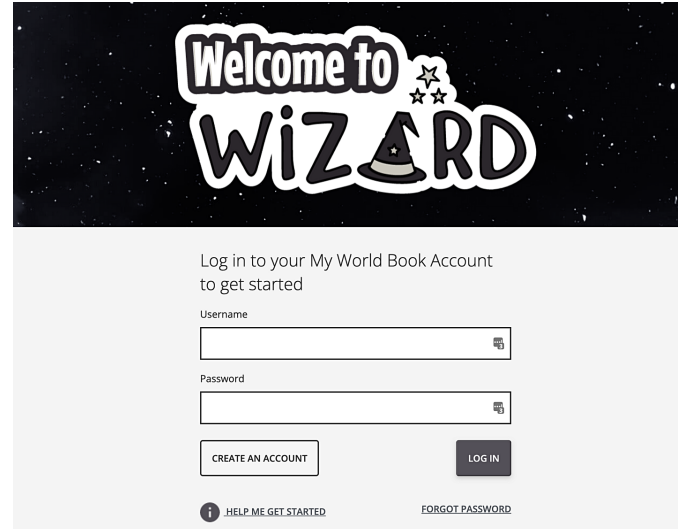 Welcome to
WiZARD
Log in to your My World Book Account
to get started
Username
Password
CREATE AN ACCOUNT
LOG IN
HELP ME GET STARTED
FORGOT PASSWORD